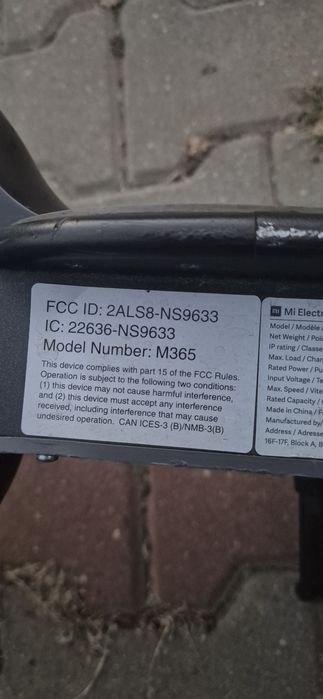 FCC ID: 2ALS8-NS9633
IC: 22636-NS9633
Model Number: M365
This device complies with part 15 of the FCC Rules.
Operation is subject to the following two conditions:
(1) this device may not cause harmful interference,
and (2) this device must accept any interference
received, including interference that may cause
undesired operation. CAN ICES-3 (B)/NMB-3(B)
mi Mi Electr
Model / Modèle
Net Weight /
IP rating / Classe
Max. Load / Char
Rated Power /
Input Voltage /
Max. Speed /
Rated Capacity /
Made in China /
Manufactured by/
Address / Adresse
16F-17F, Block A,